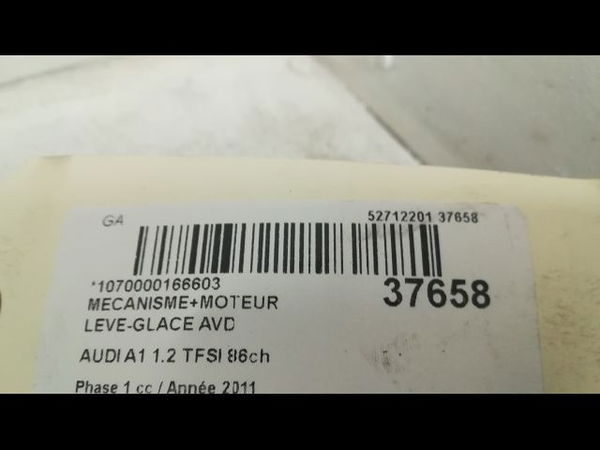 GA 52712201 37658
*1070000166603
37658
MECANISME+MOTEUR
LEVE-GLACE AVD
AUDI A1 1.2 TFSI 86ch
Phase 1 cc / Année 2011